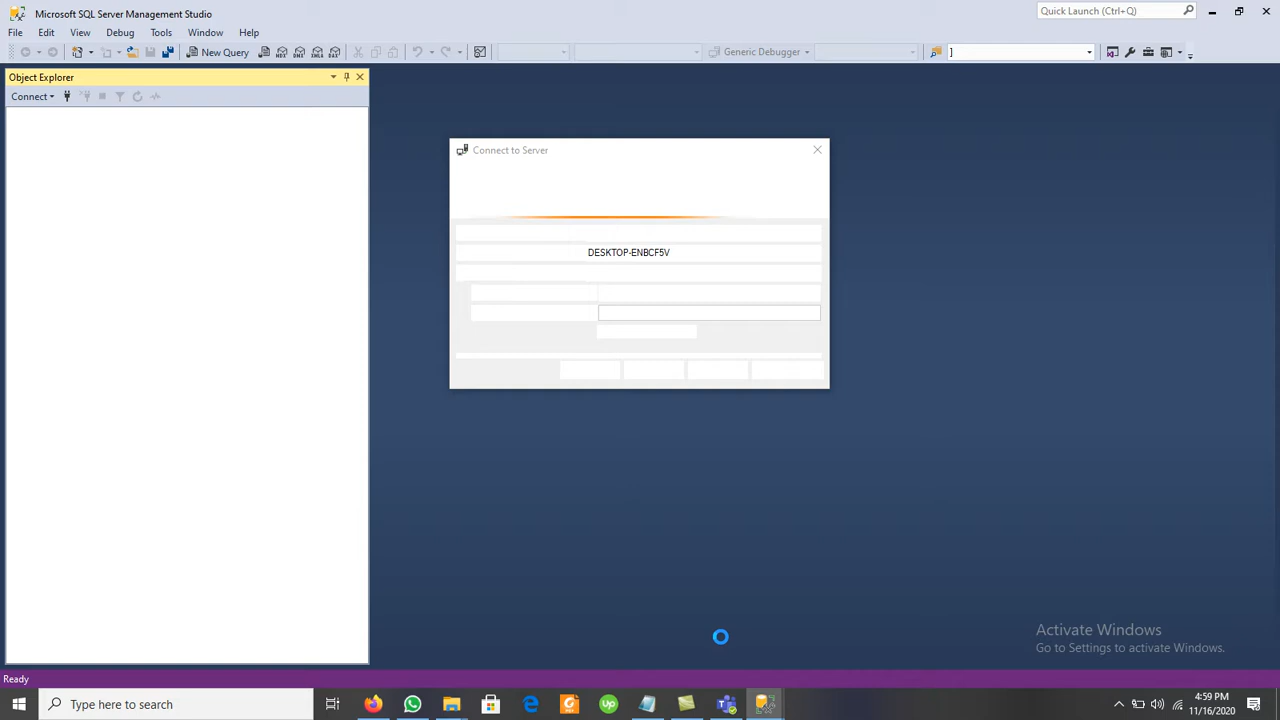 Microsoft SQL Server Management Studio
Quick Launch (Ctrl+Q)
File Edit View Debug Tools Window Help
New Query
Generic Debugger
]
Object Explorer
Connect
Connect to Server
DESKTOP-ENBCF5V
Activate Windows
Go to Settings to activate Windows.
Ready
Type here to search
4:59 PM
11/16/2020